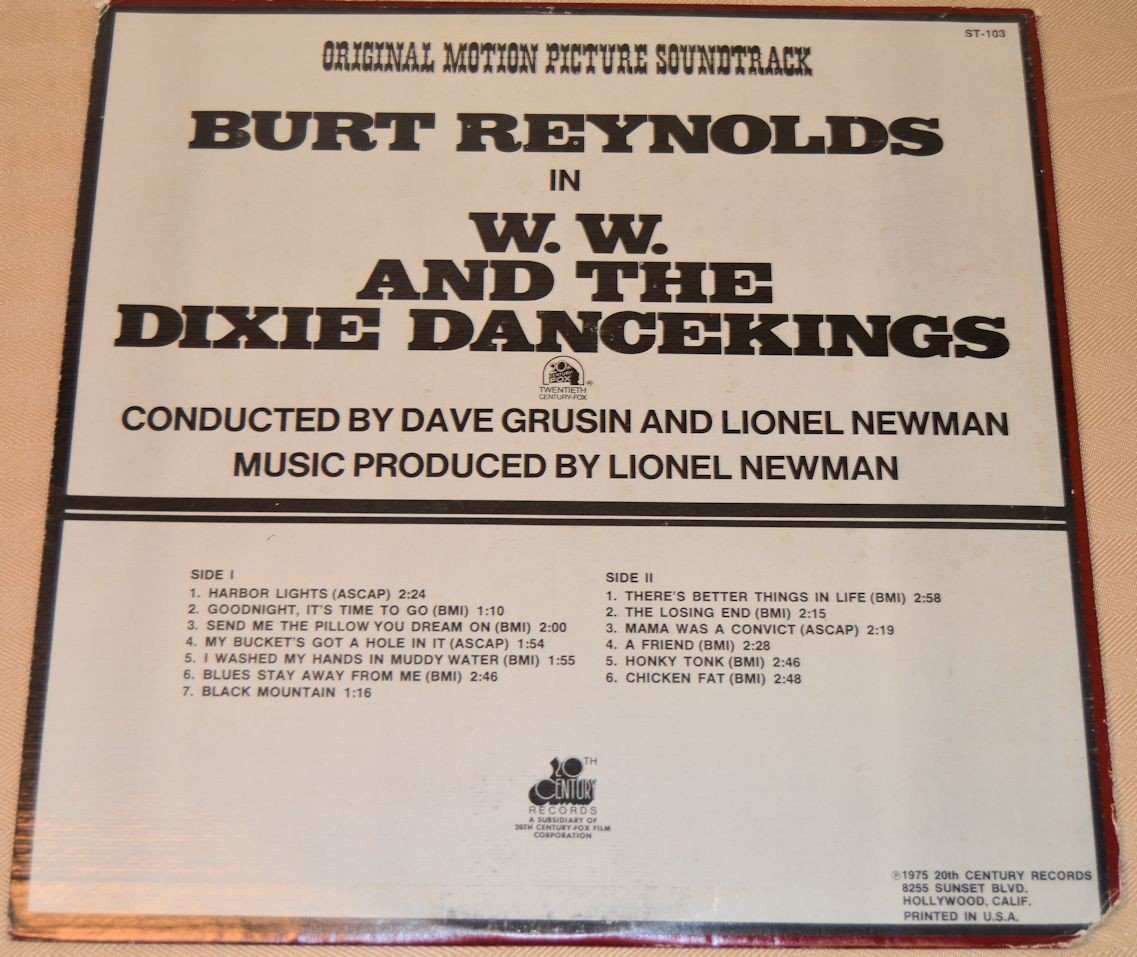 ST-103
ORIGINAL MOTION PICTURE SOUNDTRACK
BURT REYNOLDS
IN
W. W.
AND THE
DIXIE DANCEKINGS
20th
CENTURY
FOX
®
TWENTIETH
CENTURY-FOX
CONDUCTED BY DAVE GRUSIN AND LIONEL NEWMAN
MUSIC PRODUCED BY LIONEL NEWMAN
SIDE I
1. HARBOR LIGHTS (ASCAP) 2:24
2. GOODNIGHT, IT'S TIME TO GO (BMI) 1:10
3. SEND ME THE PILLOW YOU DREAM ON (BMI) 2:00
4. MY BUCKET'S GOT A HOLE IN IT (ASCAP) 1:54
5. I WASHED MY HANDS IN MUDDY WATER (BMI) 1:55
6. BLUES STAY AWAY FROM ME (BMI) 2:46
7. BLACK MOUNTAIN 1:16
SIDE II
1. THERE'S BETTER THINGS IN LIFE (BMI) 2:58
2. THE LOSING END (BMI) 2:15
3. MAMA WAS A CONVICT (ASCAP) 2:19
4. A FRIEND (BMI) 2:28
5. HONKY TONK (BMI) 2:46
6. CHICKEN FAT (BMI) 2:48
20TH
CENTURY
RECORDS
A SUBSIDIARY OF
20TH CENTURY-FOX FILM
CORPORATION
℗1975 20th CENTURY RECORDS
8255 SUNSET BLVD.
HOLLYWOOD, CALIF.
PRINTED IN U.S.A.